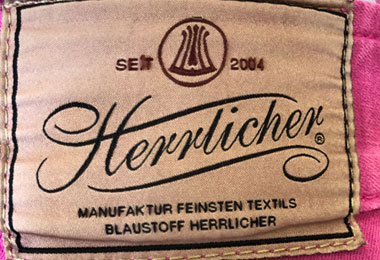 SEIT 2004
Herrlicher®
MANUFAKTUR FEINSTEN TEXTILS
BLAUSTOFF HERRLICHER